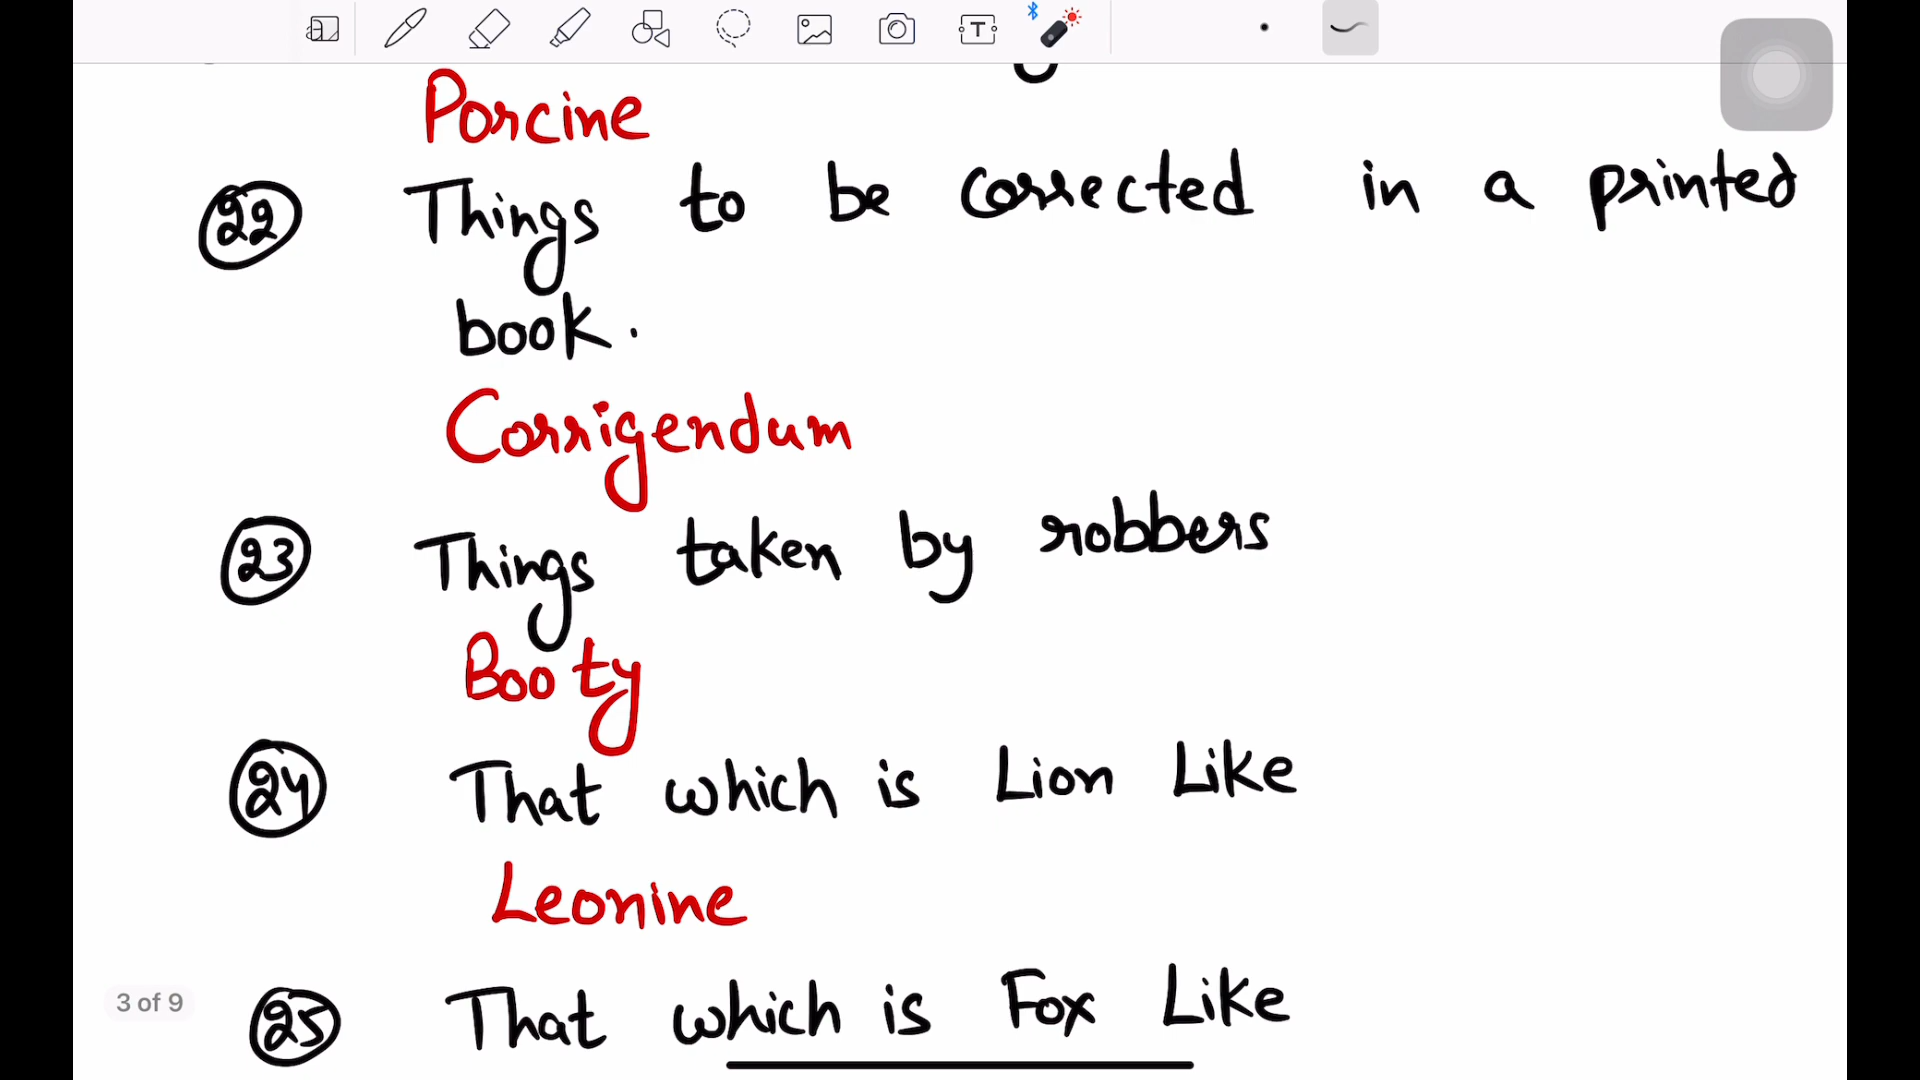 Porcine
22 Things to be corrected in a printed
book.
Corrigendum
23 Things taken by robbers
Booty
24 That which is Lion Like
Leonine
25 That which is Fox Like
3 of 9